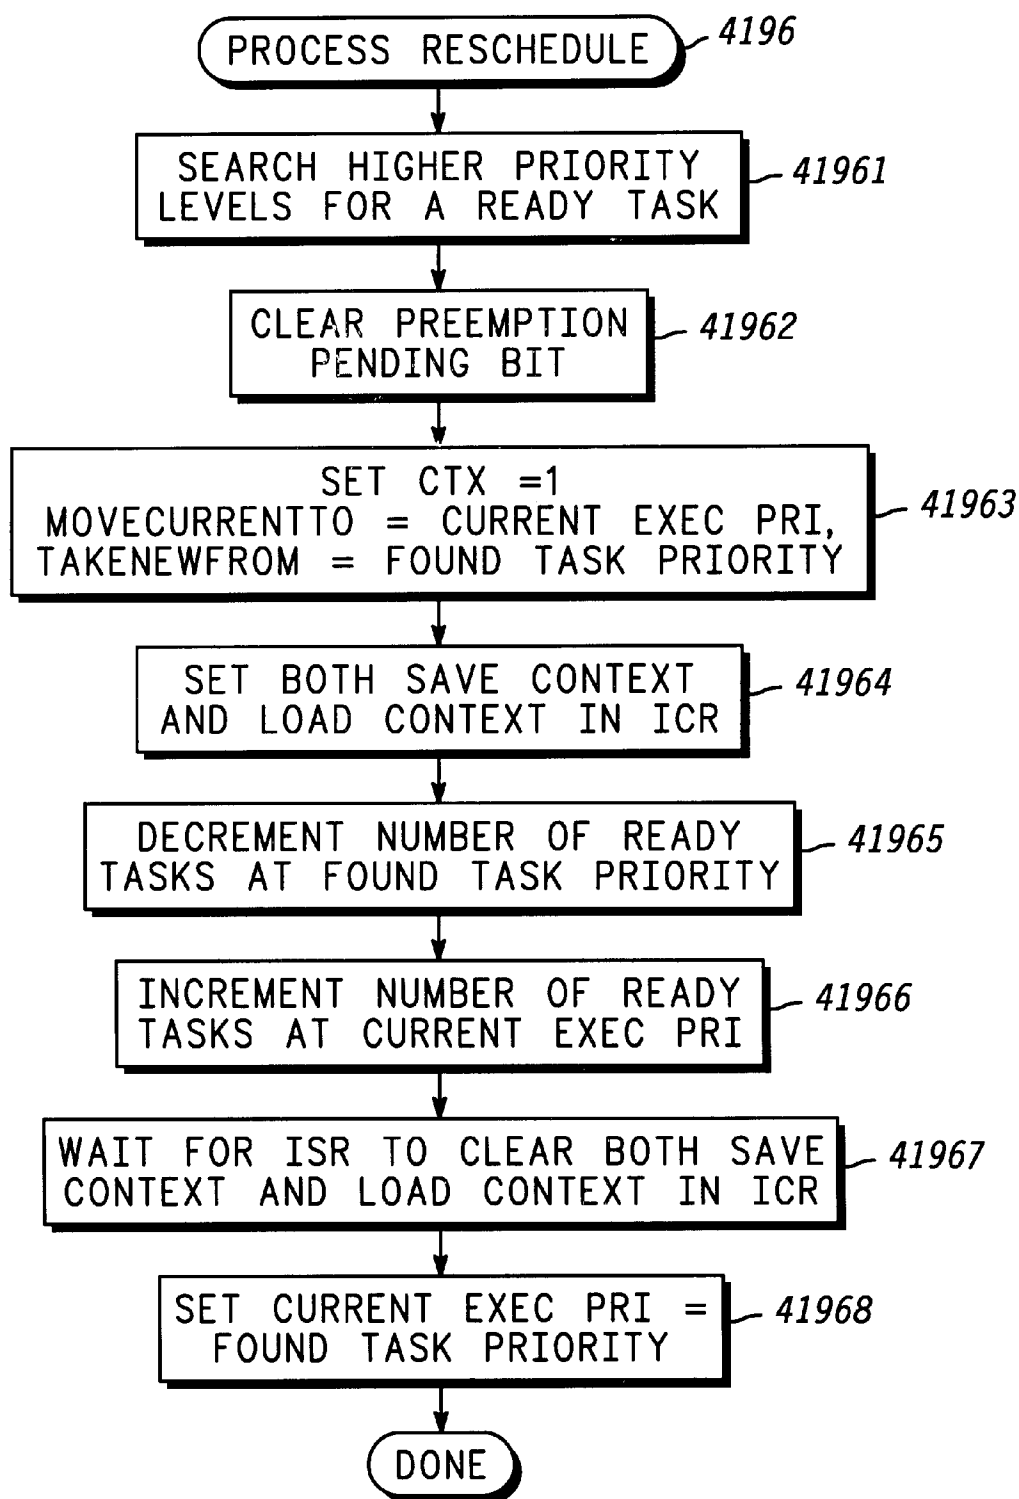 PROCESS RESCHEDULE
4196
SEARCH HIGHER PRIORITY
LEVELS FOR A READY TASK
41961
CLEAR PREEMPTION
PENDING BIT
41962
SET CTX =1
MOVECURRENTTO = CURRENT EXEC PRI,
TAKENEWFROM = FOUND TASK PRIORITY
41963
SET BOTH SAVE CONTEXT
AND LOAD CONTEXT IN ICR
41964
DECREMENT NUMBER OF READY
TASKS AT FOUND TASK PRIORITY
41965
INCREMENT NUMBER OF READY
TASKS AT CURRENT EXEC PRI
41966
WAIT FOR ISR TO CLEAR BOTH SAVE
CONTEXT AND LOAD CONTEXT IN ICR
41967
SET CURRENT EXEC PRI =
FOUND TASK PRIORITY
41968
DONE